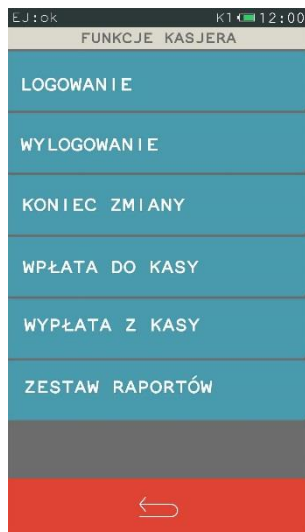 EJ:ok K1 12:00
FUNKCJE KASJERA
LOGOWANIE
WYLOGOWANIE
KONIEC ZMIANY
WPŁATA DO KASY
WYPŁATA Z KASY
ZESTAW RAPORTÓW